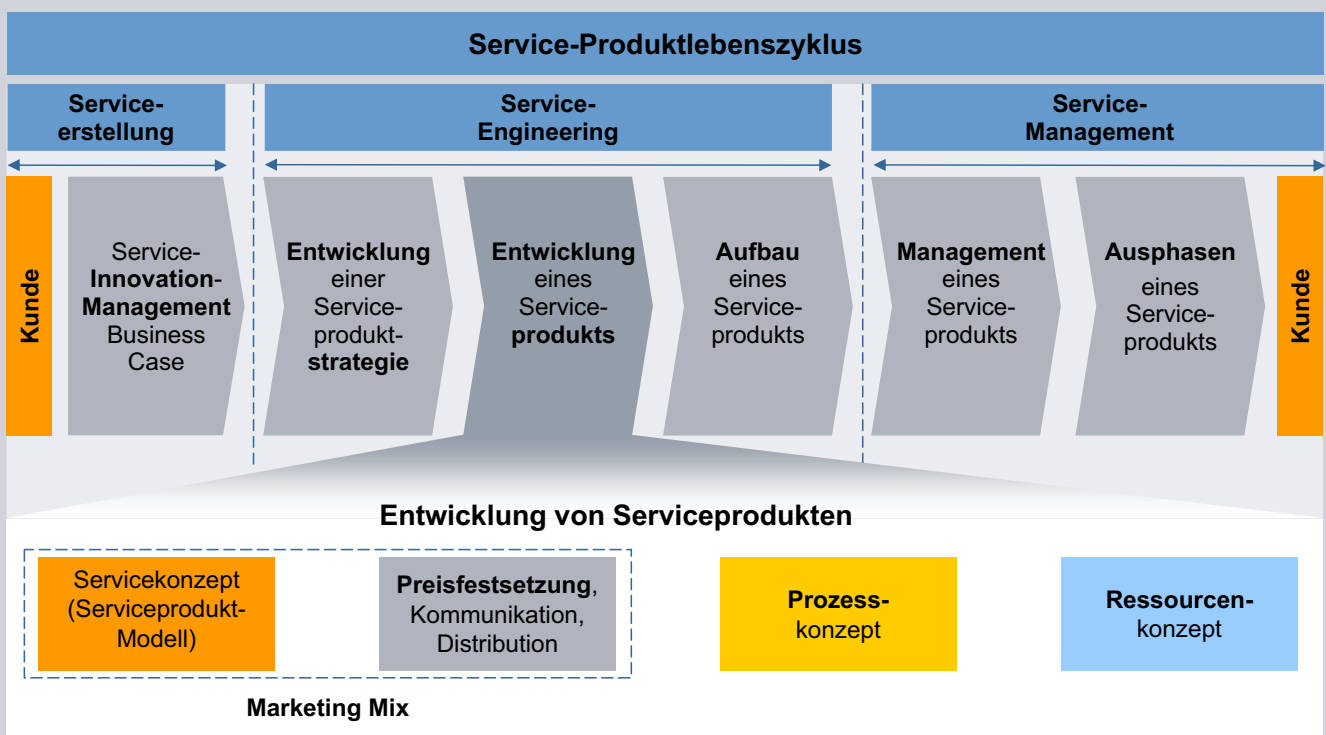 Service-Produktlebenszyklus
Service-
erstellung
Service-
Engineering
Service-
Management
Kunde
Service-
Innovation-
Management
Business
Case
Entwicklung
einer
Service-
produkt-
strategie
Entwicklung
eines
Service-
produkts
Aufbau
eines
Service-
produkts
Management
eines
Service-
produkts
Ausphasen
eines
Service-
produkts
Kunde
Entwicklung von Serviceprodukten
Servicekonzept
(Serviceprodukt-
Modell)
Preisfestsetzung,
Kommunikation,
Distribution
Prozess-
konzept
Ressourcen-
konzept
Marketing Mix